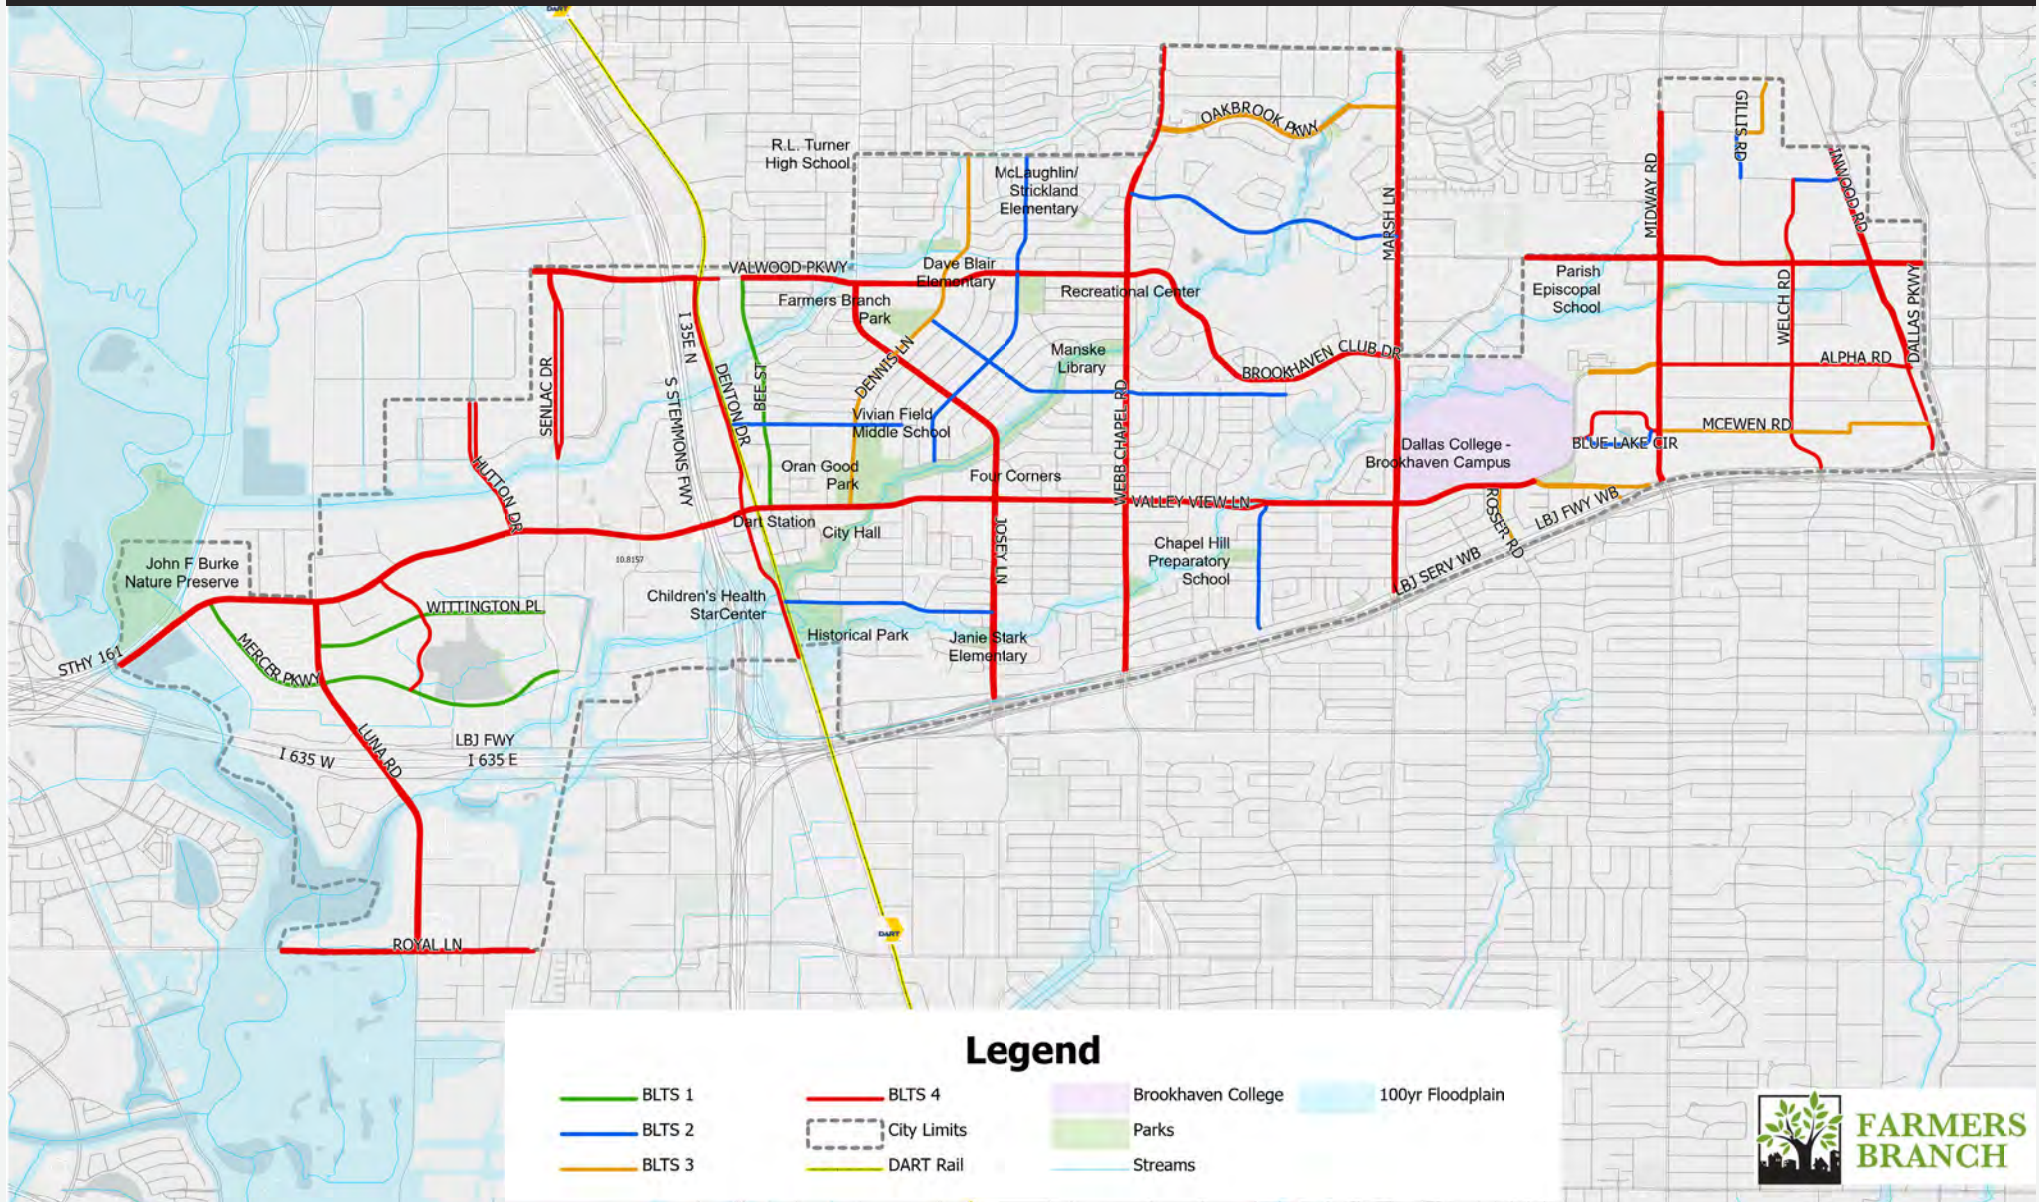 DART
OAKBROOK PKWY
GILLIS RD
R.L. Turner
High School
McLaughlin/
Strickland
Elementary
MIDWAY RD
INWOOD RD
MARSH LN
VALWOOD PKWY
Dave Blair
Elementary
Recreational Center
Parish
Episcopal
School
Farmers Branch
Park
I 35E N
WELCH RD
DALLAS PKWY
SENLAC DR
S STEMMONS FWY
DENTON DR
BEE ST
DENNIS LN
Manske
Library
BROOKHAVEN CLUB DR
ALPHA RD
Vivian Field
Middle School
WEBB CHAPEL RD
MCEWEN RD
BLUE LAKE CIR
Dallas College -
Brookhaven Campus
HUTTON DR
Oran Good
Park
Four Corners
VALLEY VIEW LN
ROSSER RD
LBJ FWY WB
Dart Station
City Hall
JOSEY LN
John F Burke
Nature Preserve
10.8157
Chapel Hill
Preparatory
School
LBJ SERV WB
WITTINGTON PL
Children's Health
StarCenter
Historical Park
Janie Stark
Elementary
STHY 161
MERCER PKWY
LUNA RD
I 635 W
LBJ FWY
I 635 E
DART
ROYAL LN
Legend
BLTS 1
BLTS 4
Brookhaven College
100yr Floodplain
BLTS 2
City Limits
Parks
BLTS 3
DART Rail
Streams
FARMERS
BRANCH